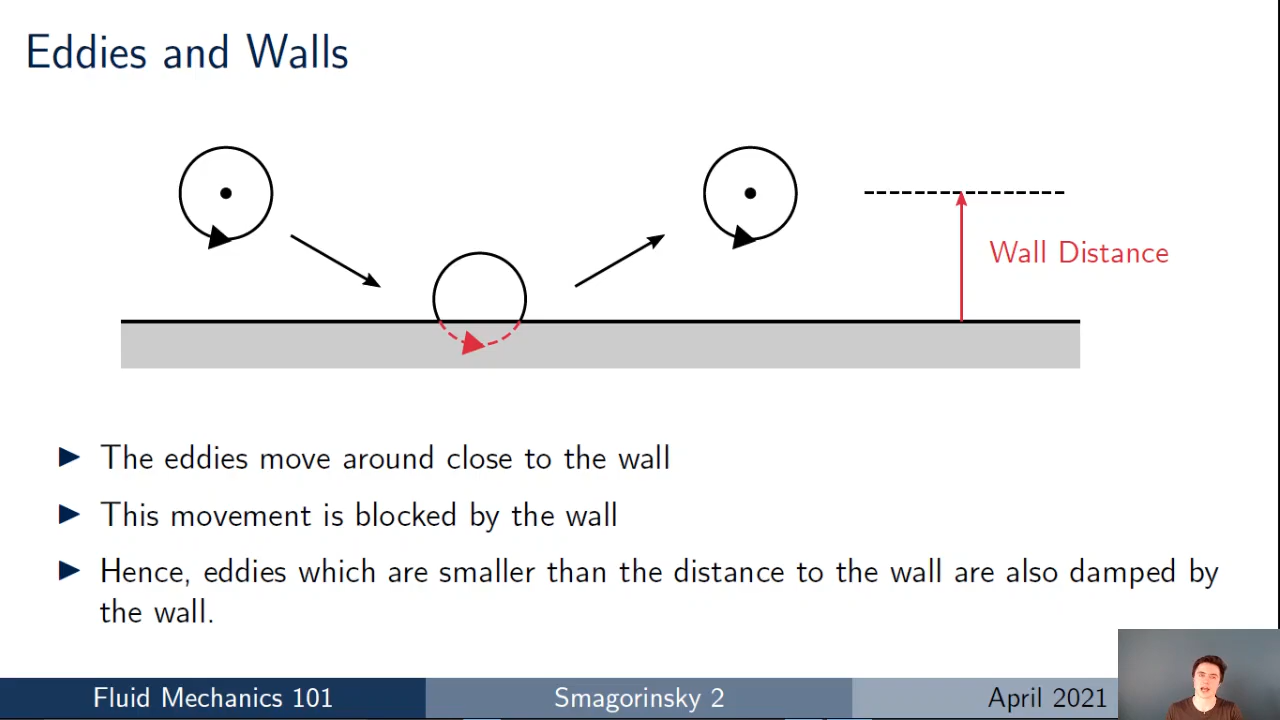 Eddies and Walls
Wall Distance
The eddies move around close to the wall
This movement is blocked by the wall
Hence, eddies which are smaller than the distance to the wall are also damped by
the wall.
Fluid Mechanics 101
Smagorinsky 2
April 2021